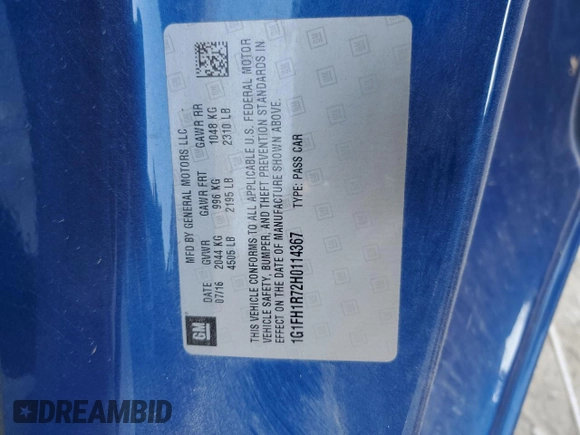 MFD BY GENERAL MOTORS LLC
DATE GVWR GAWR FRT GAWR RR
07/16 2044 KG 996 KG 1048 KG
4505 LB 2195 LB 2310 LB
THIS VEHICLE CONFORMS TO ALL APPLICABLE U.S. FEDERAL MOTOR
VEHICLE SAFETY, BUMPER, AND THEFT PREVENTION STANDARDS IN
EFFECT ON THE DATE OF MANUFACTURE SHOWN ABOVE.
1G1FH1R72H0114367 TYPE: PASS CAR
GM
DREAMBID